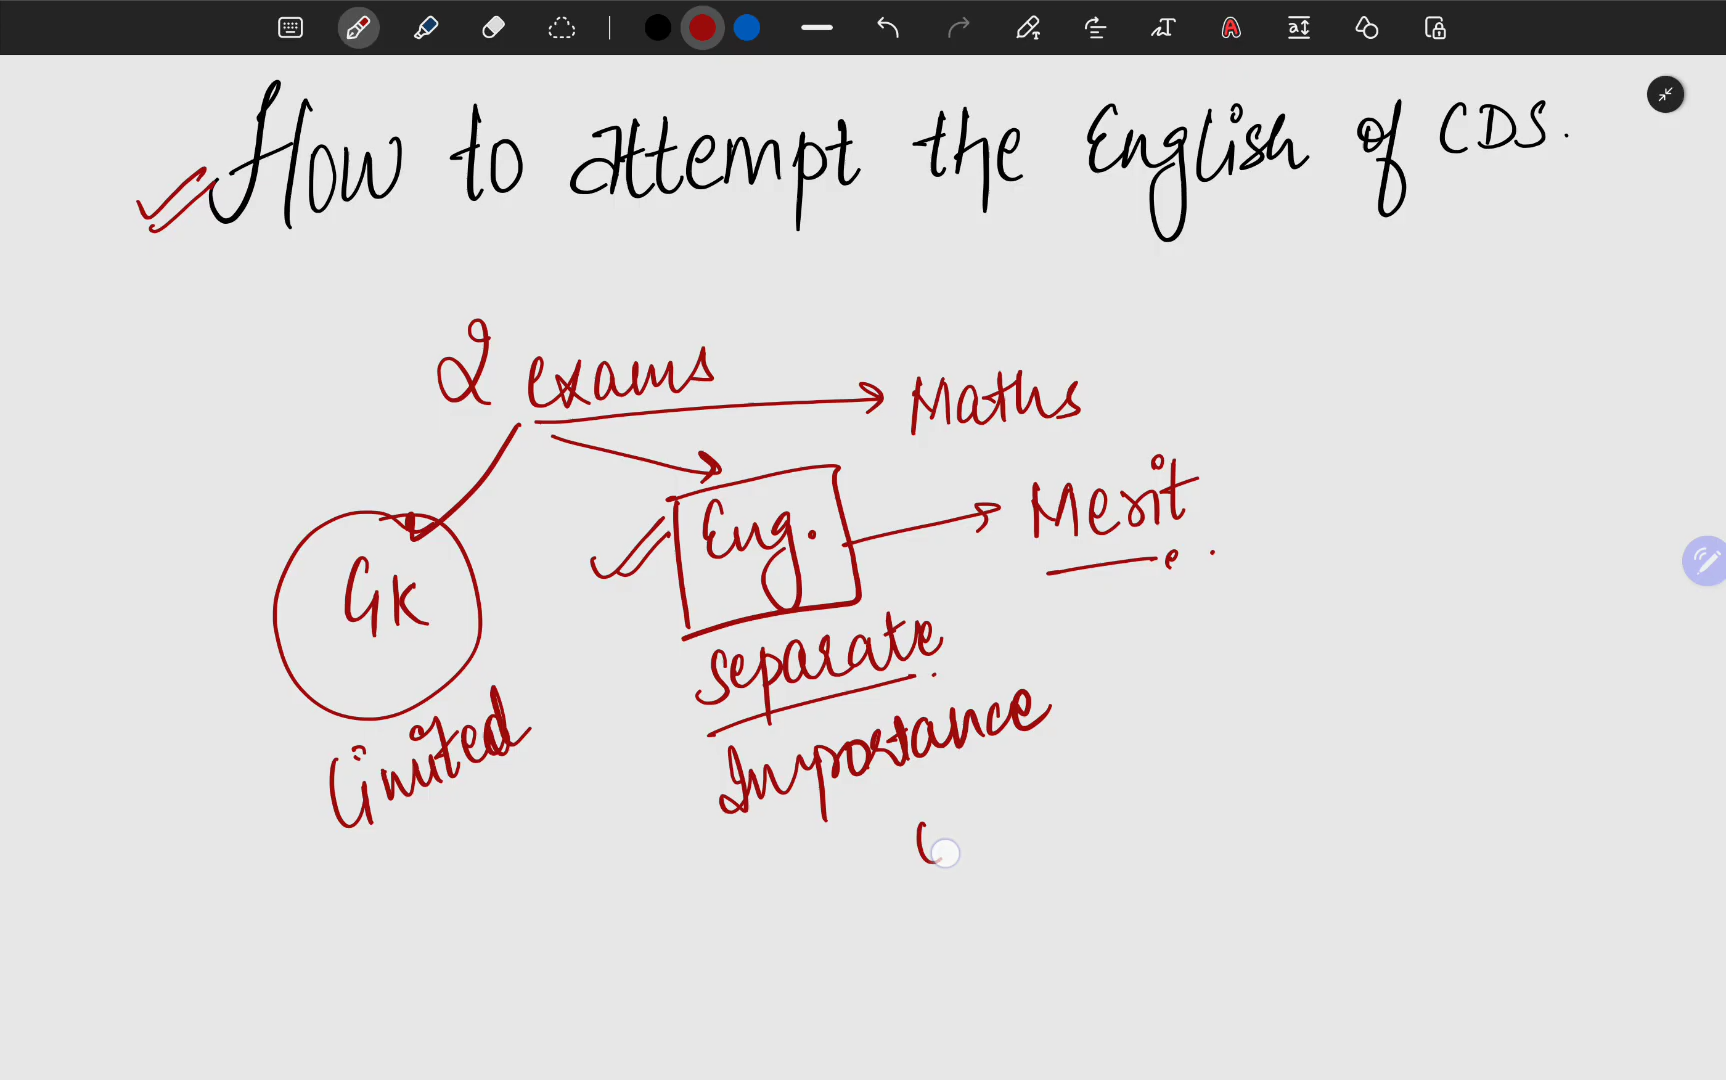 How to attempt the English of CDS.
2 exams
Maths
Eng.
Merit
GK
separate
Limited
Importance